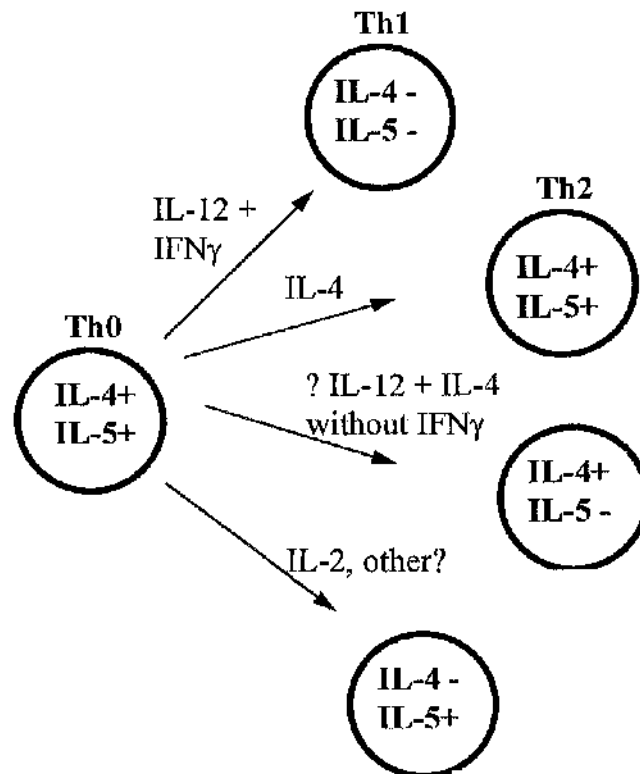 Th1
IL-4 -
IL-5 -
IL-12 +
IFNγ
Th2
IL-4
IL-4+
IL-5+
Th0
IL-4+
IL-5+
? IL-12 + IL-4
without IFNγ
IL-4+
IL-5 -
IL-2, other?
IL-4 -
IL-5+